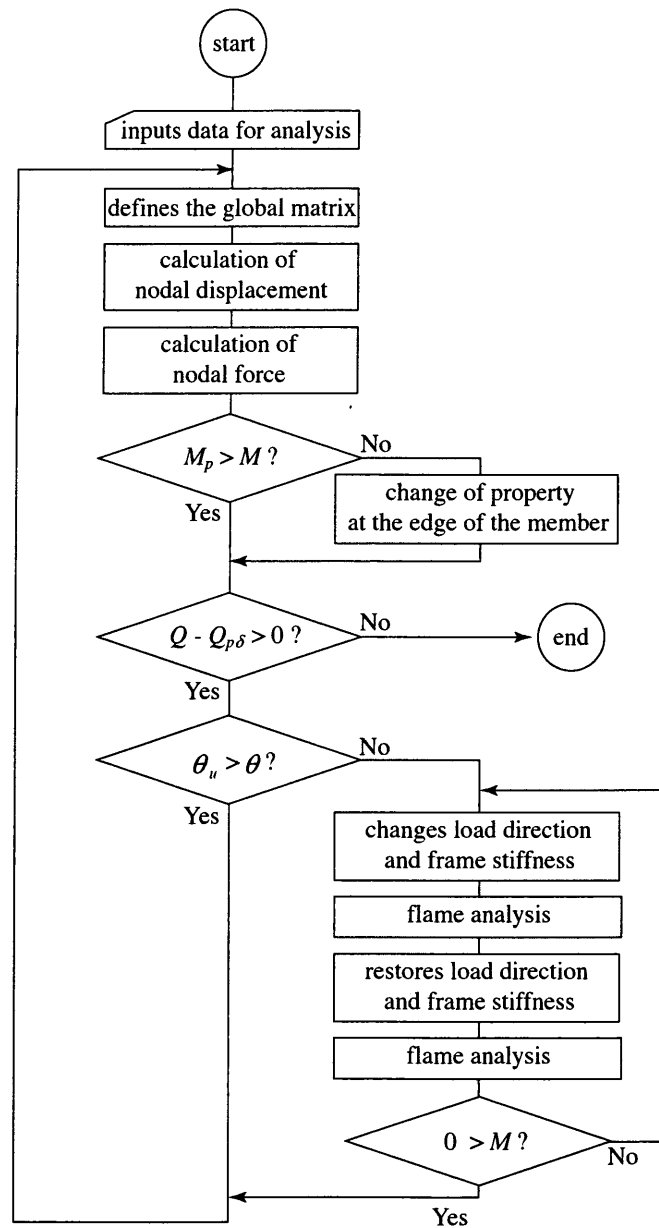 start
inputs data for analysis
defines the global matrix
calculation of
nodal displacement
calculation of
nodal force
M_p > M ?
No
Yes
change of property
at the edge of the member
Q - Q_pδ > 0 ?
No
end
Yes
θ_u > θ ?
No
Yes
changes load direction
and frame stiffness
flame analysis
restores load direction
and frame stiffness
flame analysis
0 > M ?
No
Yes